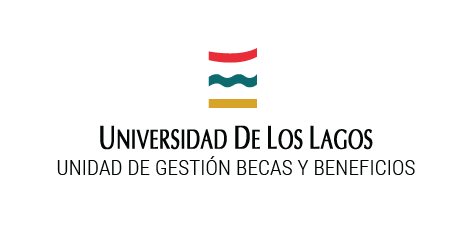 UNIVERSIDAD DE LOS LAGOS
UNIDAD DE GESTIÓN BECAS Y BENEFICIOS